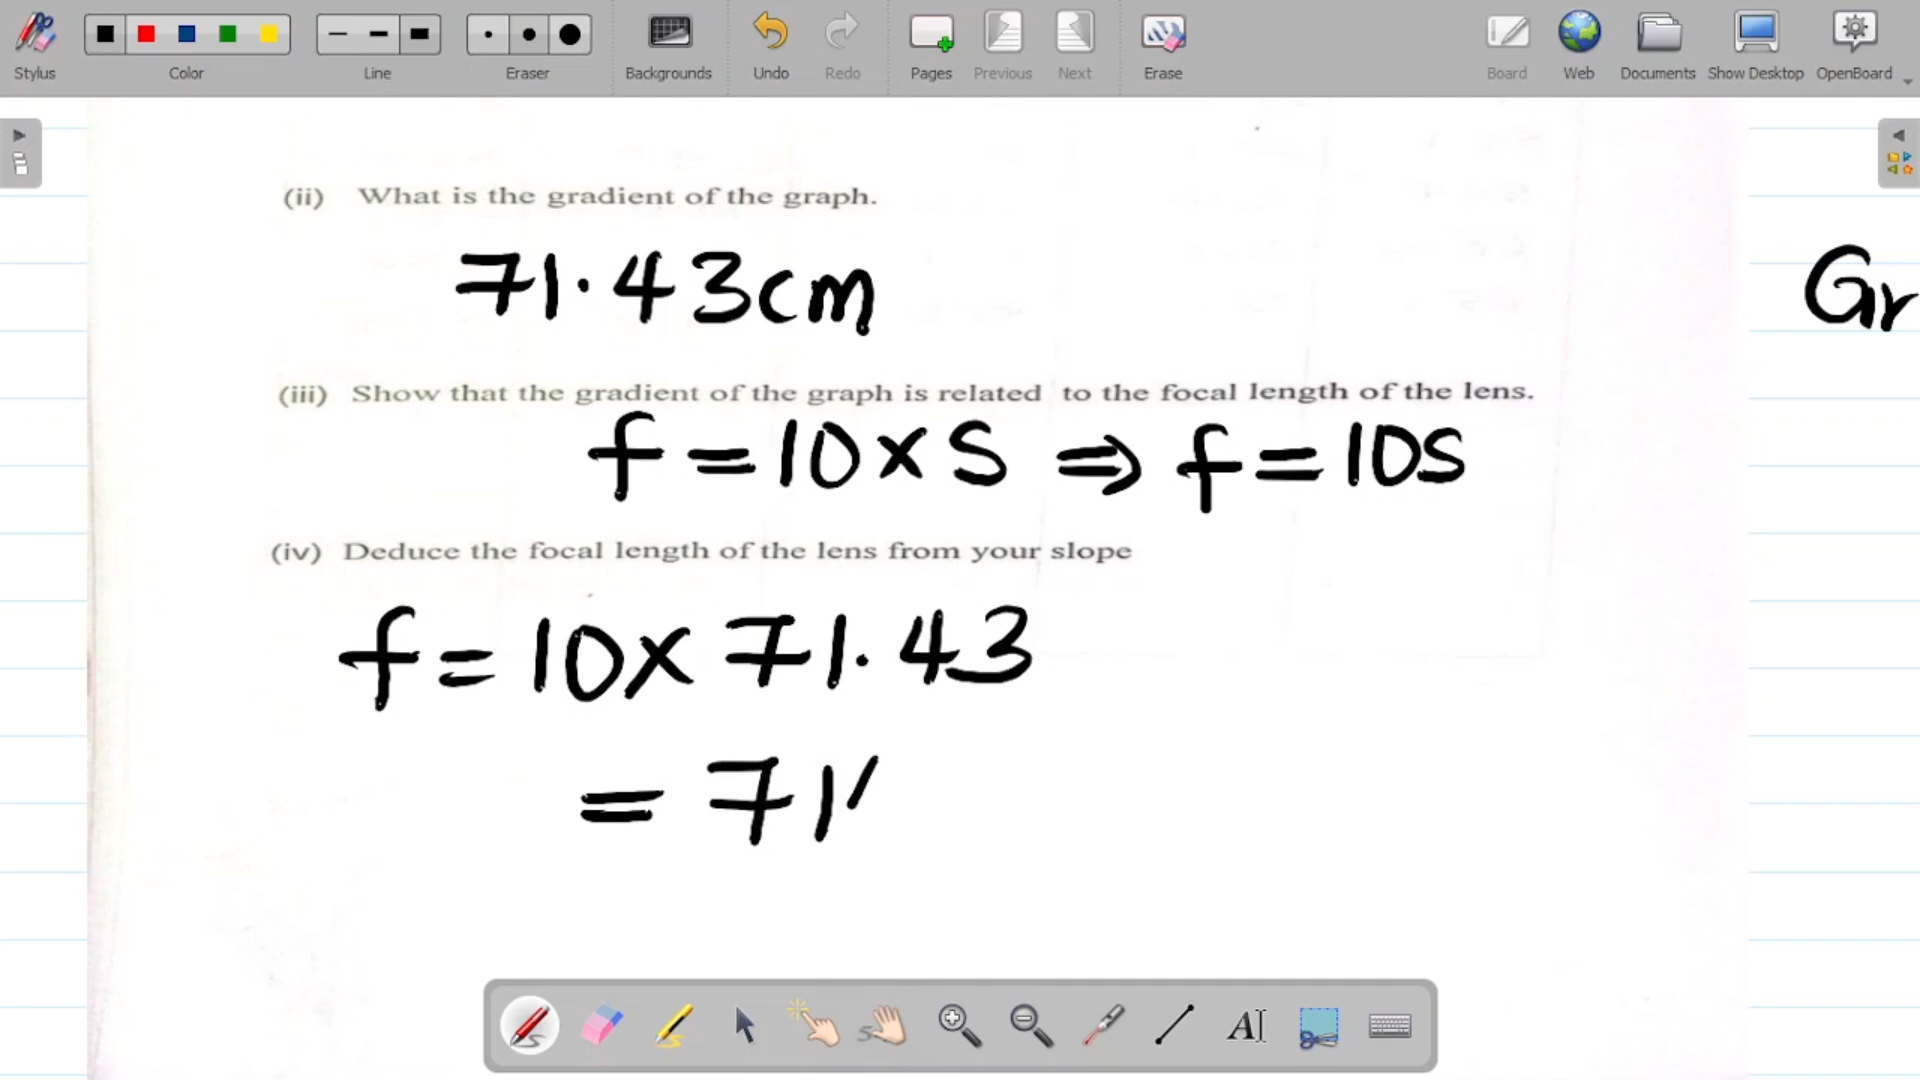 Stylus Color Line Eraser Backgrounds Undo Redo Pages Previous Next Erase Board Web Documents Show Desktop OpenBoard
(ii) What is the gradient of the graph.
71.43cm
Gr
(iii) Show that the gradient of the graph is related to the focal length of the lens.
f = 10 x S ⇒ f = 10S
(iv) Deduce the focal length of the lens from your slope
f = 10 x 71.43
= 71